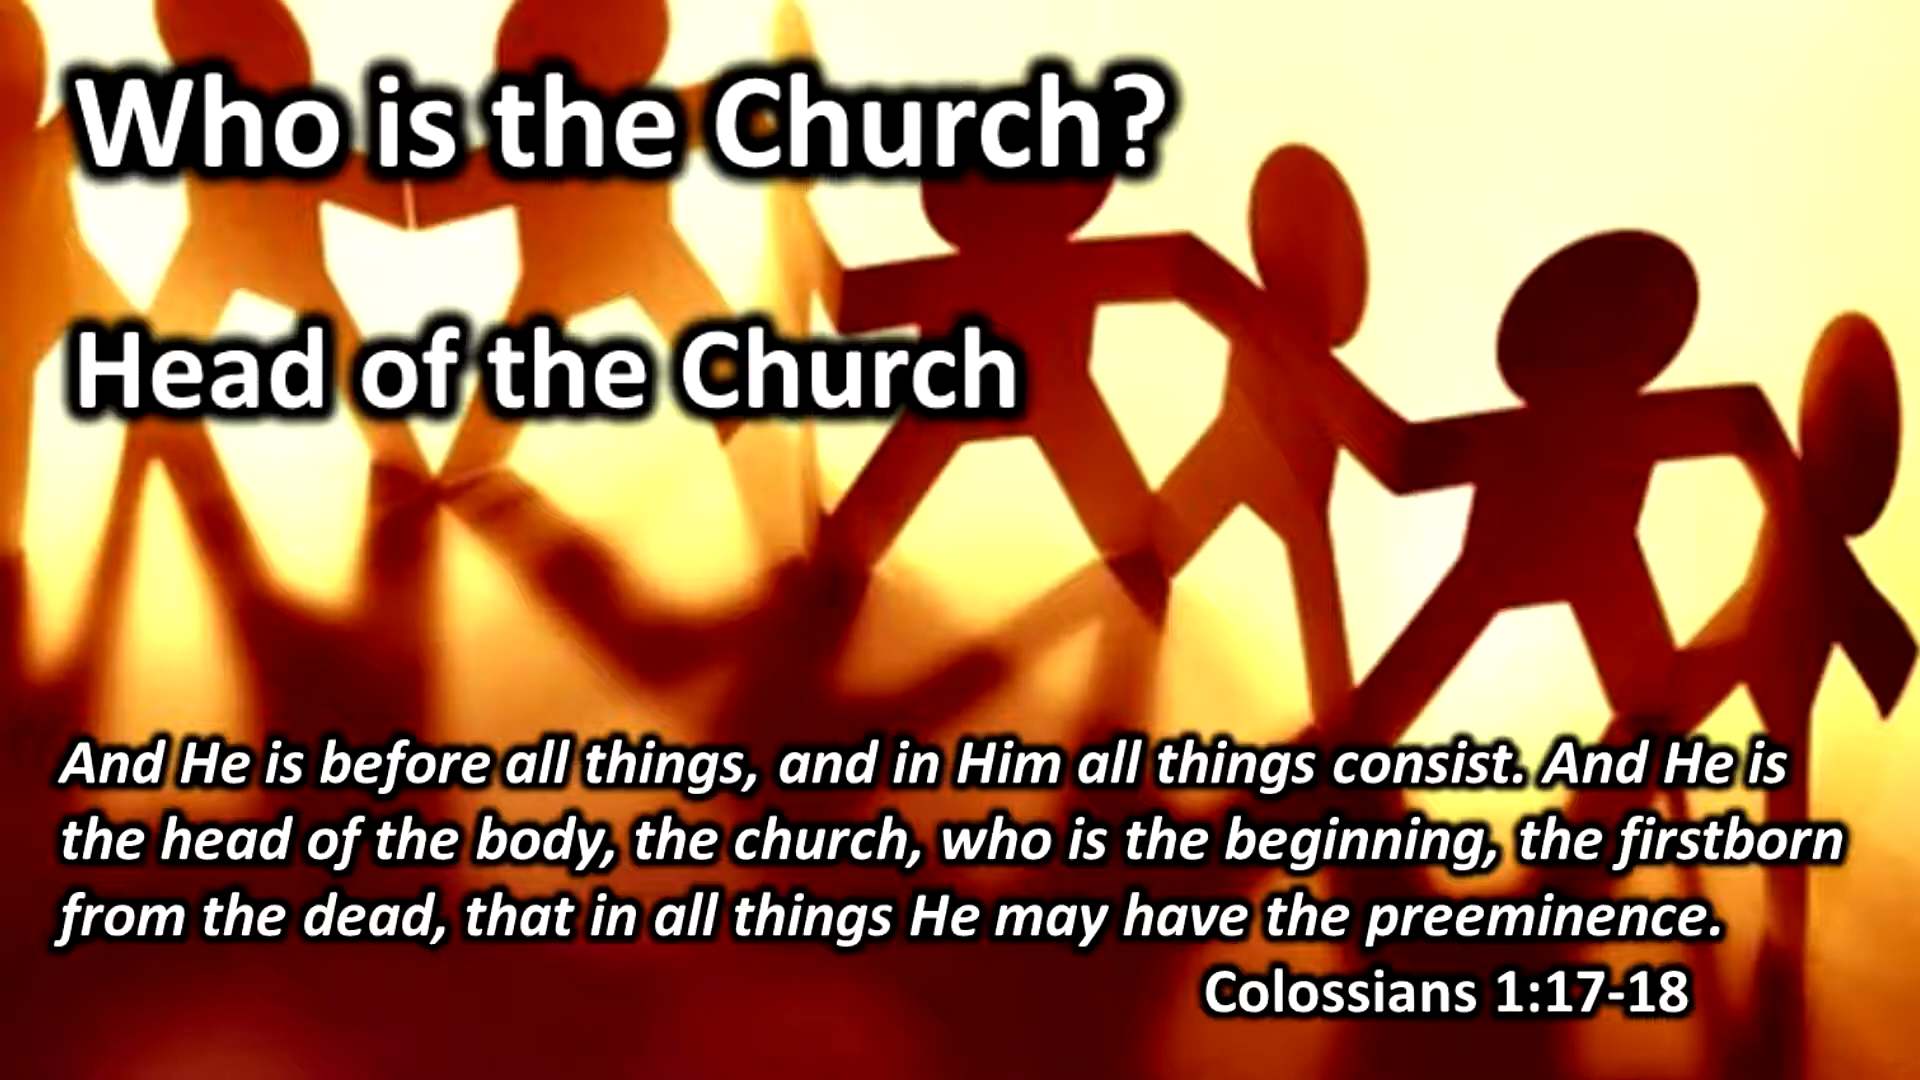 Who is the Church?
Head of the Church
And He is before all things, and in Him all things consist. And He is
the head of the body, the church, who is the beginning, the firstborn
from the dead, that in all things He may have the preeminence.
Colossians 1:17-18